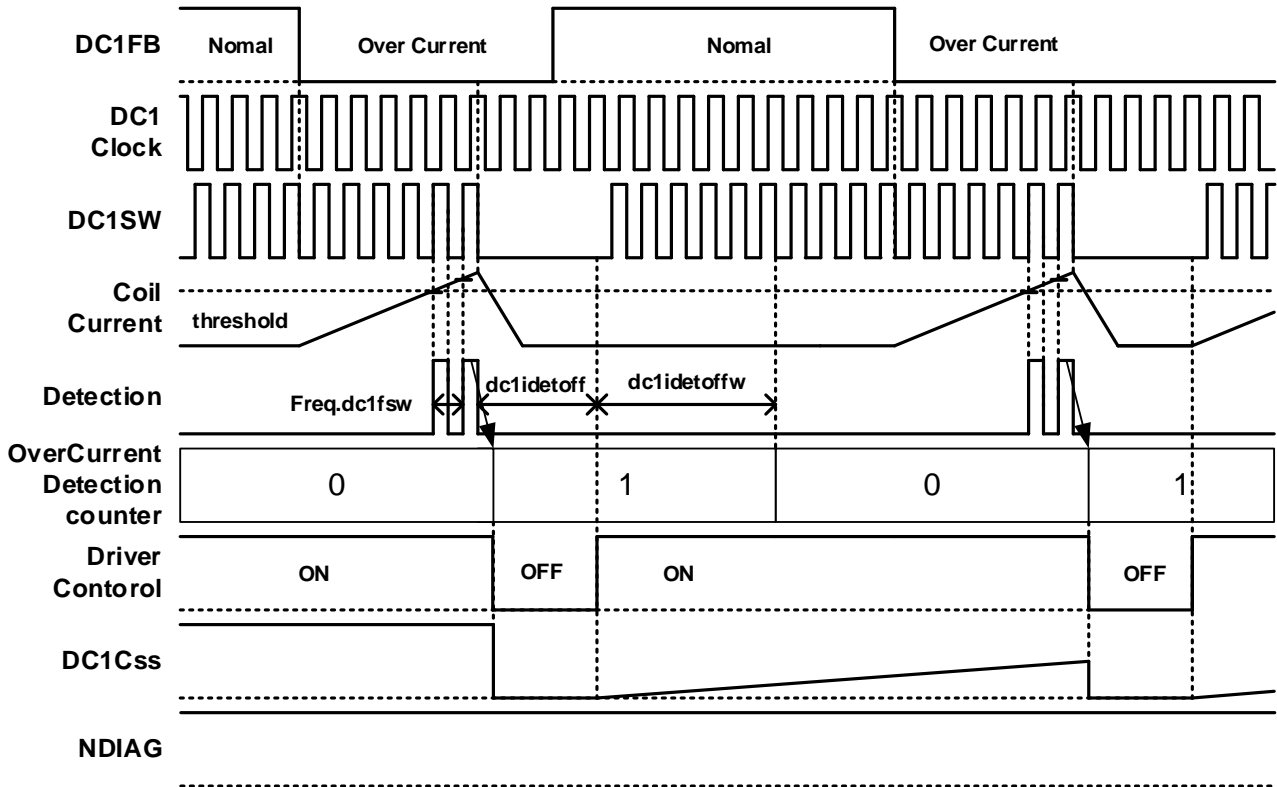 DC1FB
Nomal
Over Current
Nomal
Over Current
DC1
Clock
DC1SW
Coil
Current
threshold
Detection
Freq.dc1fsw
dc1idetoff
dc1idetoffw
OverCurrent
Detection
counter
0
1
0
1
Driver
Contorol
ON
OFF
ON
OFF
DC1Css
NDIAG